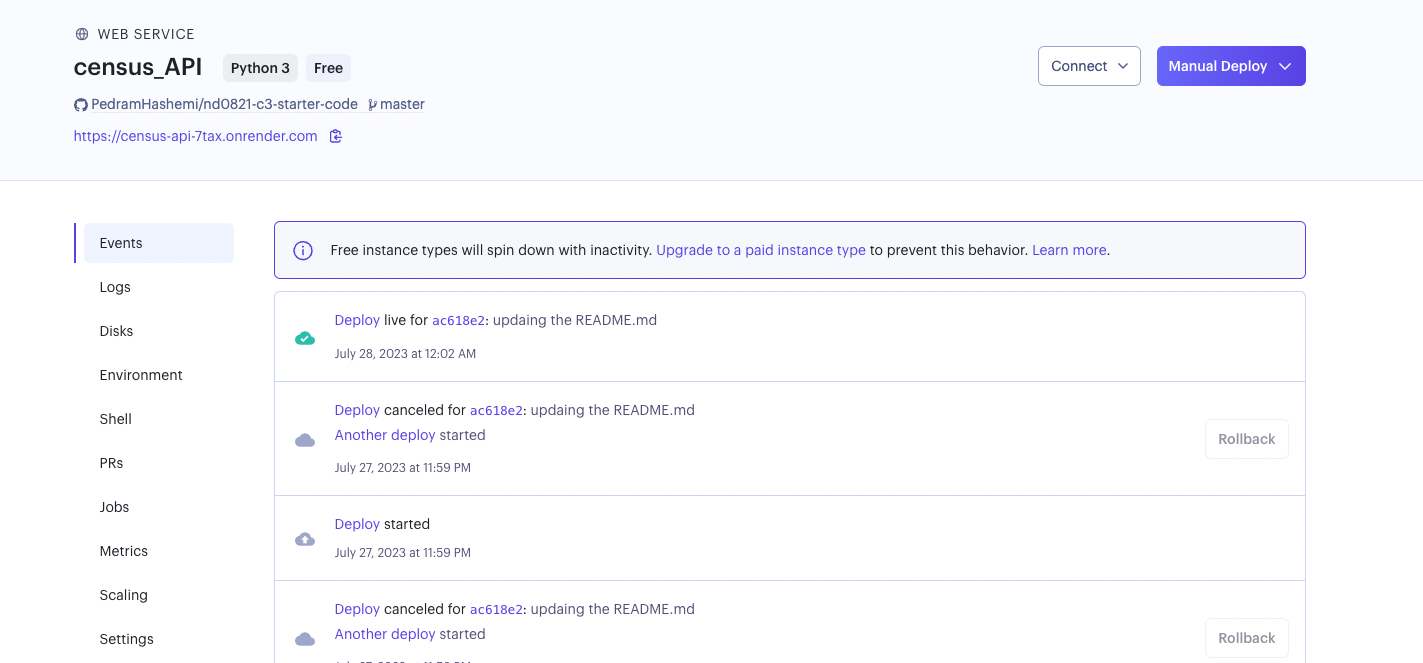 WEB SERVICE
census_API Python 3 Free
Connect Manual Deploy
PedramHashemi/nd0821-c3-starter-code master
https://census-api-7tax.onrender.com
Events
Logs
Disks
Environment
Shell
PRs
Jobs
Metrics
Scaling
Settings
Free instance types will spin down with inactivity. Upgrade to a paid instance type to prevent this behavior. Learn more.
Deploy live for ac618e2: updaing the README.md
July 28, 2023 at 12:02 AM
Deploy canceled for ac618e2: updaing the README.md
Another deploy started
Rollback
July 27, 2023 at 11:59 PM
Deploy started
July 27, 2023 at 11:59 PM
Deploy canceled for ac618e2: updaing the README.md
Another deploy started
Rollback